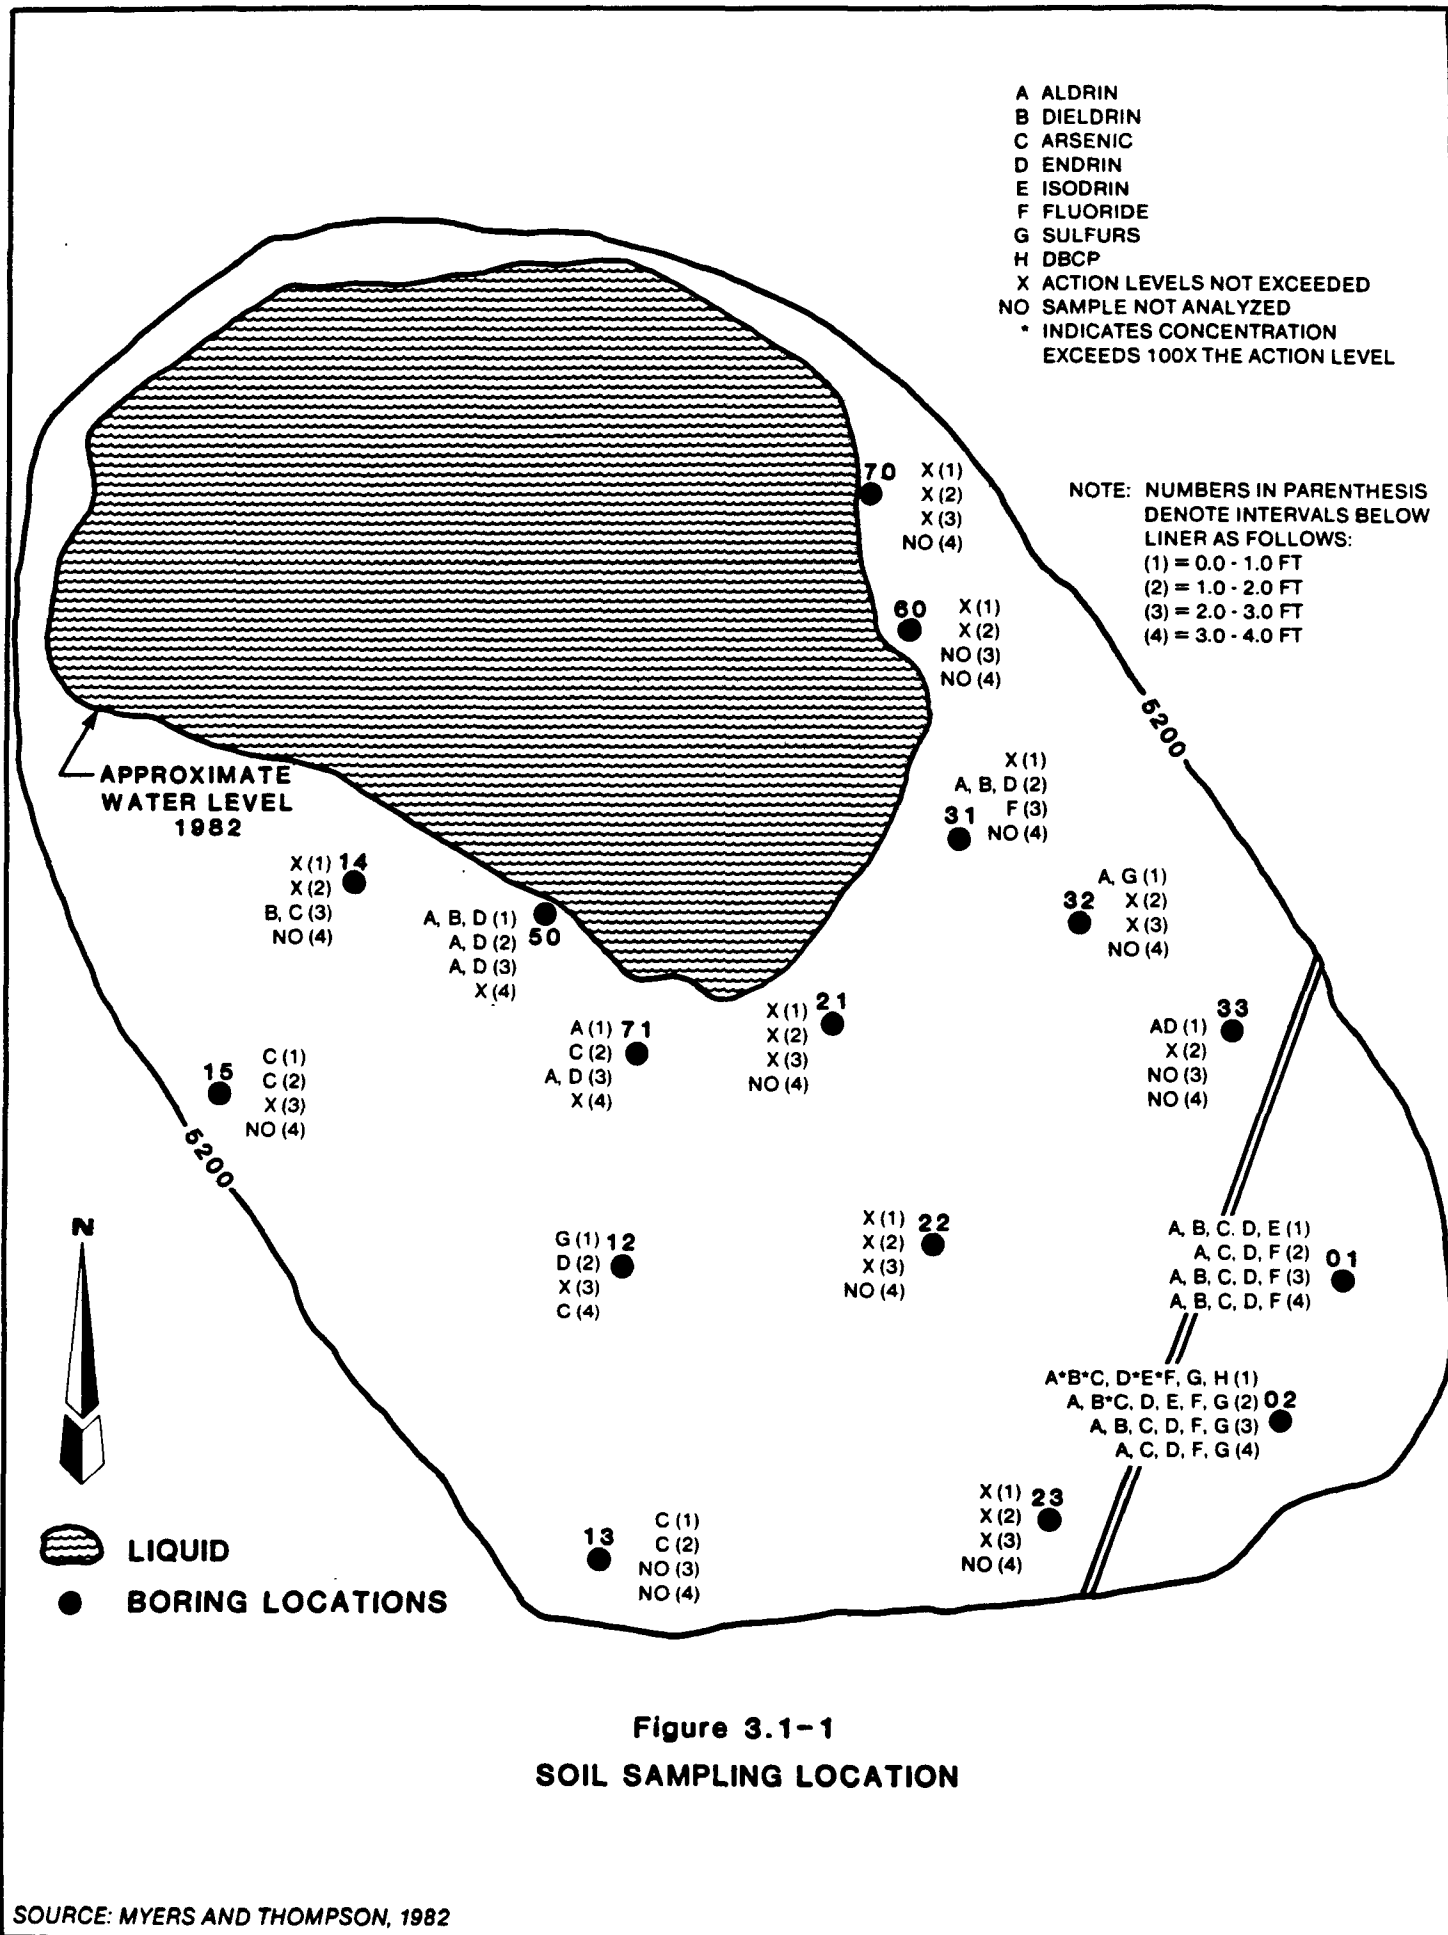 A ALDRIN
B DIELDRIN
C ARSENIC
D ENDRIN
E ISODRIN
F FLUORIDE
G SULFURS
H DBCP
X ACTION LEVELS NOT EXCEEDED
NO SAMPLE NOT ANALYZED
* INDICATES CONCENTRATION
EXCEEDS 100X THE ACTION LEVEL
NOTE: NUMBERS IN PARENTHESIS
DENOTE INTERVALS BELOW
LINER AS FOLLOWS:
(1) = 0.0 - 1.0 FT
(2) = 1.0 - 2.0 FT
(3) = 2.0 - 3.0 FT
(4) = 3.0 - 4.0 FT
70
X (1)
X (2)
X (3)
NO (4)
60
X (1)
X (2)
NO (3)
NO (4)
5200
APPROXIMATE
WATER LEVEL
1982
31
X (1)
A, B, D (2)
F (3)
NO (4)
14
X (1)
X (2)
B, C (3)
NO (4)
50
A, B, D (1)
A, D (2)
A, D (3)
X (4)
32
A, G (1)
X (2)
X (3)
NO (4)
21
X (1)
X (2)
X (3)
NO (4)
71
A (1)
C (2)
A, D (3)
X (4)
33
AD (1)
X (2)
NO (3)
NO (4)
15
C (1)
C (2)
X (3)
NO (4)
5200
N
12
G (1)
D (2)
X (3)
C (4)
22
X (1)
X (2)
X (3)
NO (4)
01
A, B, C, D, E (1)
A, C, D, F (2)
A, B, C, D, F (3)
A, B, C, D, F (4)
02
A*B*C, D*E*F, G, H (1)
A, B*C, D, E, F, G (2)
A, B, C, D, F, G (3)
A, C, D, F, G (4)
23
X (1)
X (2)
X (3)
NO (4)
13
C (1)
C (2)
NO (3)
NO (4)
LIQUID
BORING LOCATIONS
Figure 3.1-1
SOIL SAMPLING LOCATION
SOURCE: MYERS AND THOMPSON, 1982